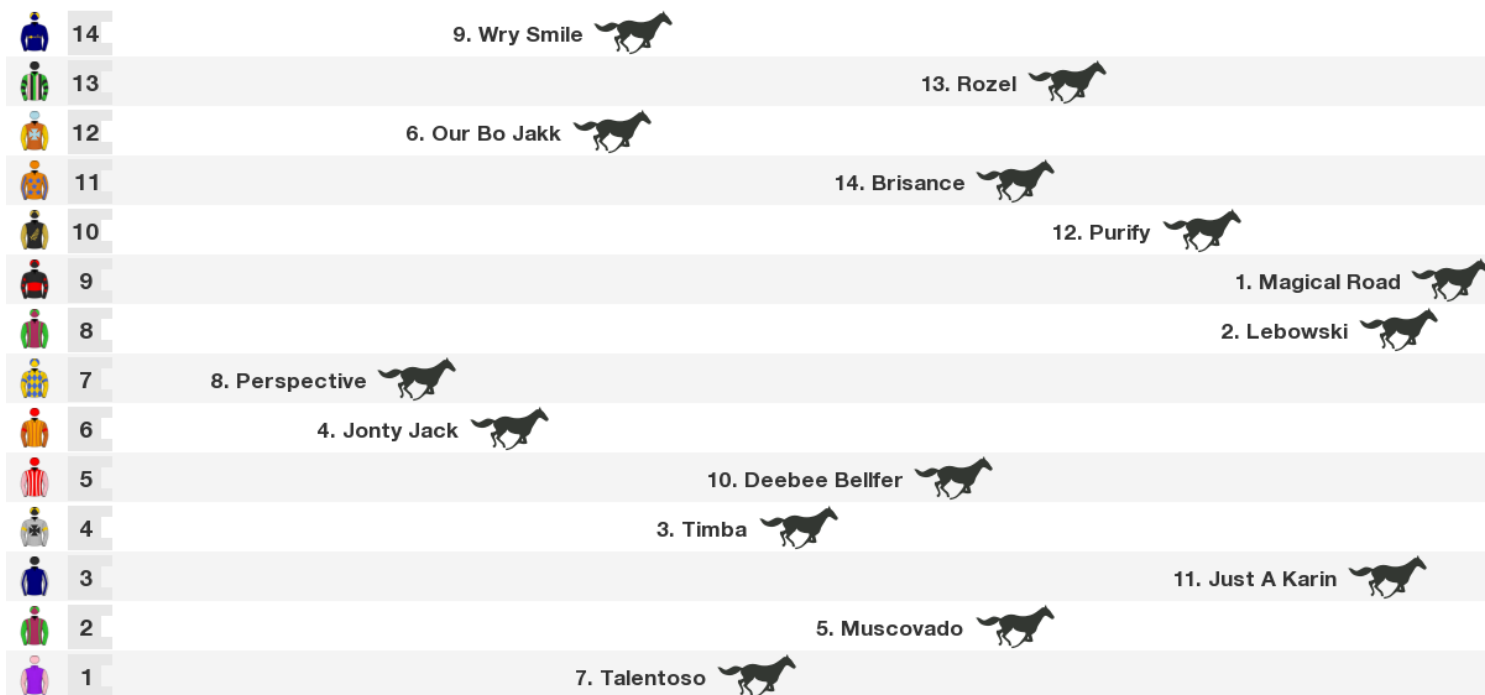 14 9. Wry Smile
13 13. Rozel
12 6. Our Bo Jakk
11 14. Brisance
10 12. Purify
9 1. Magical Road
8 2. Lebowski
7 8. Perspective
6 4. Jonty Jack
5 10. Deebee Bellfer
4 3. Timba
3 11. Just A Karin
2 5. Muscovado
1 7. Talentoso